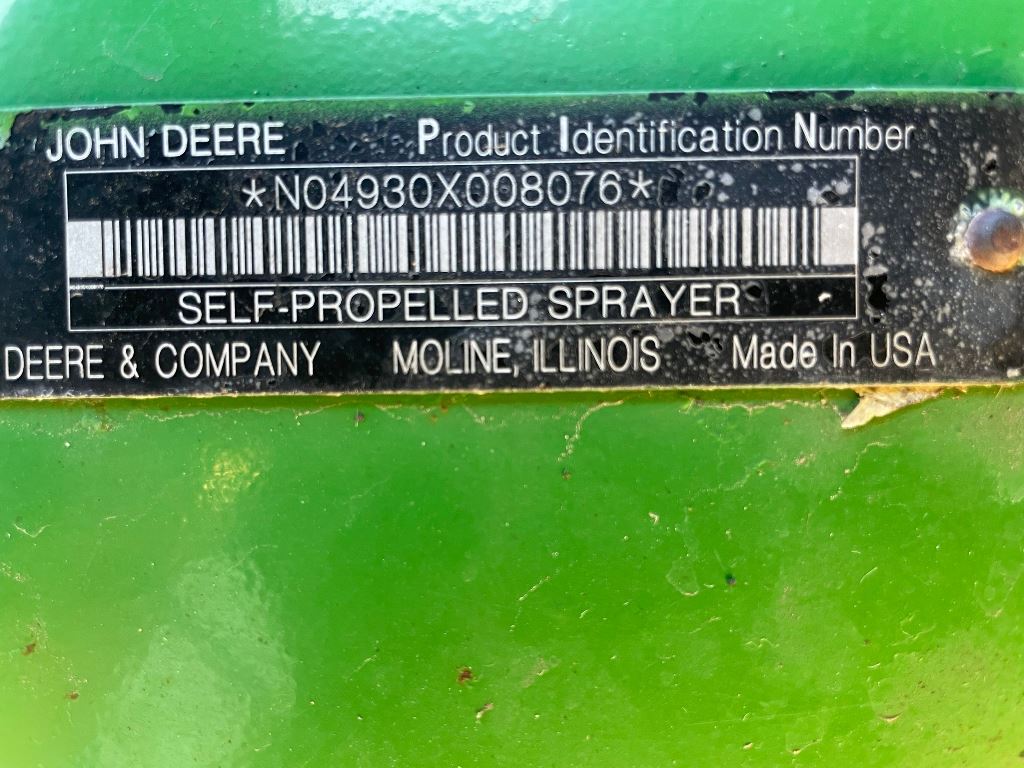 JOHN DEERE Product Identification Number
*N04930X008076*
SELF-PROPELLED SPRAYER
DEERE & COMPANY MOLINE, ILLINOIS Made In USA